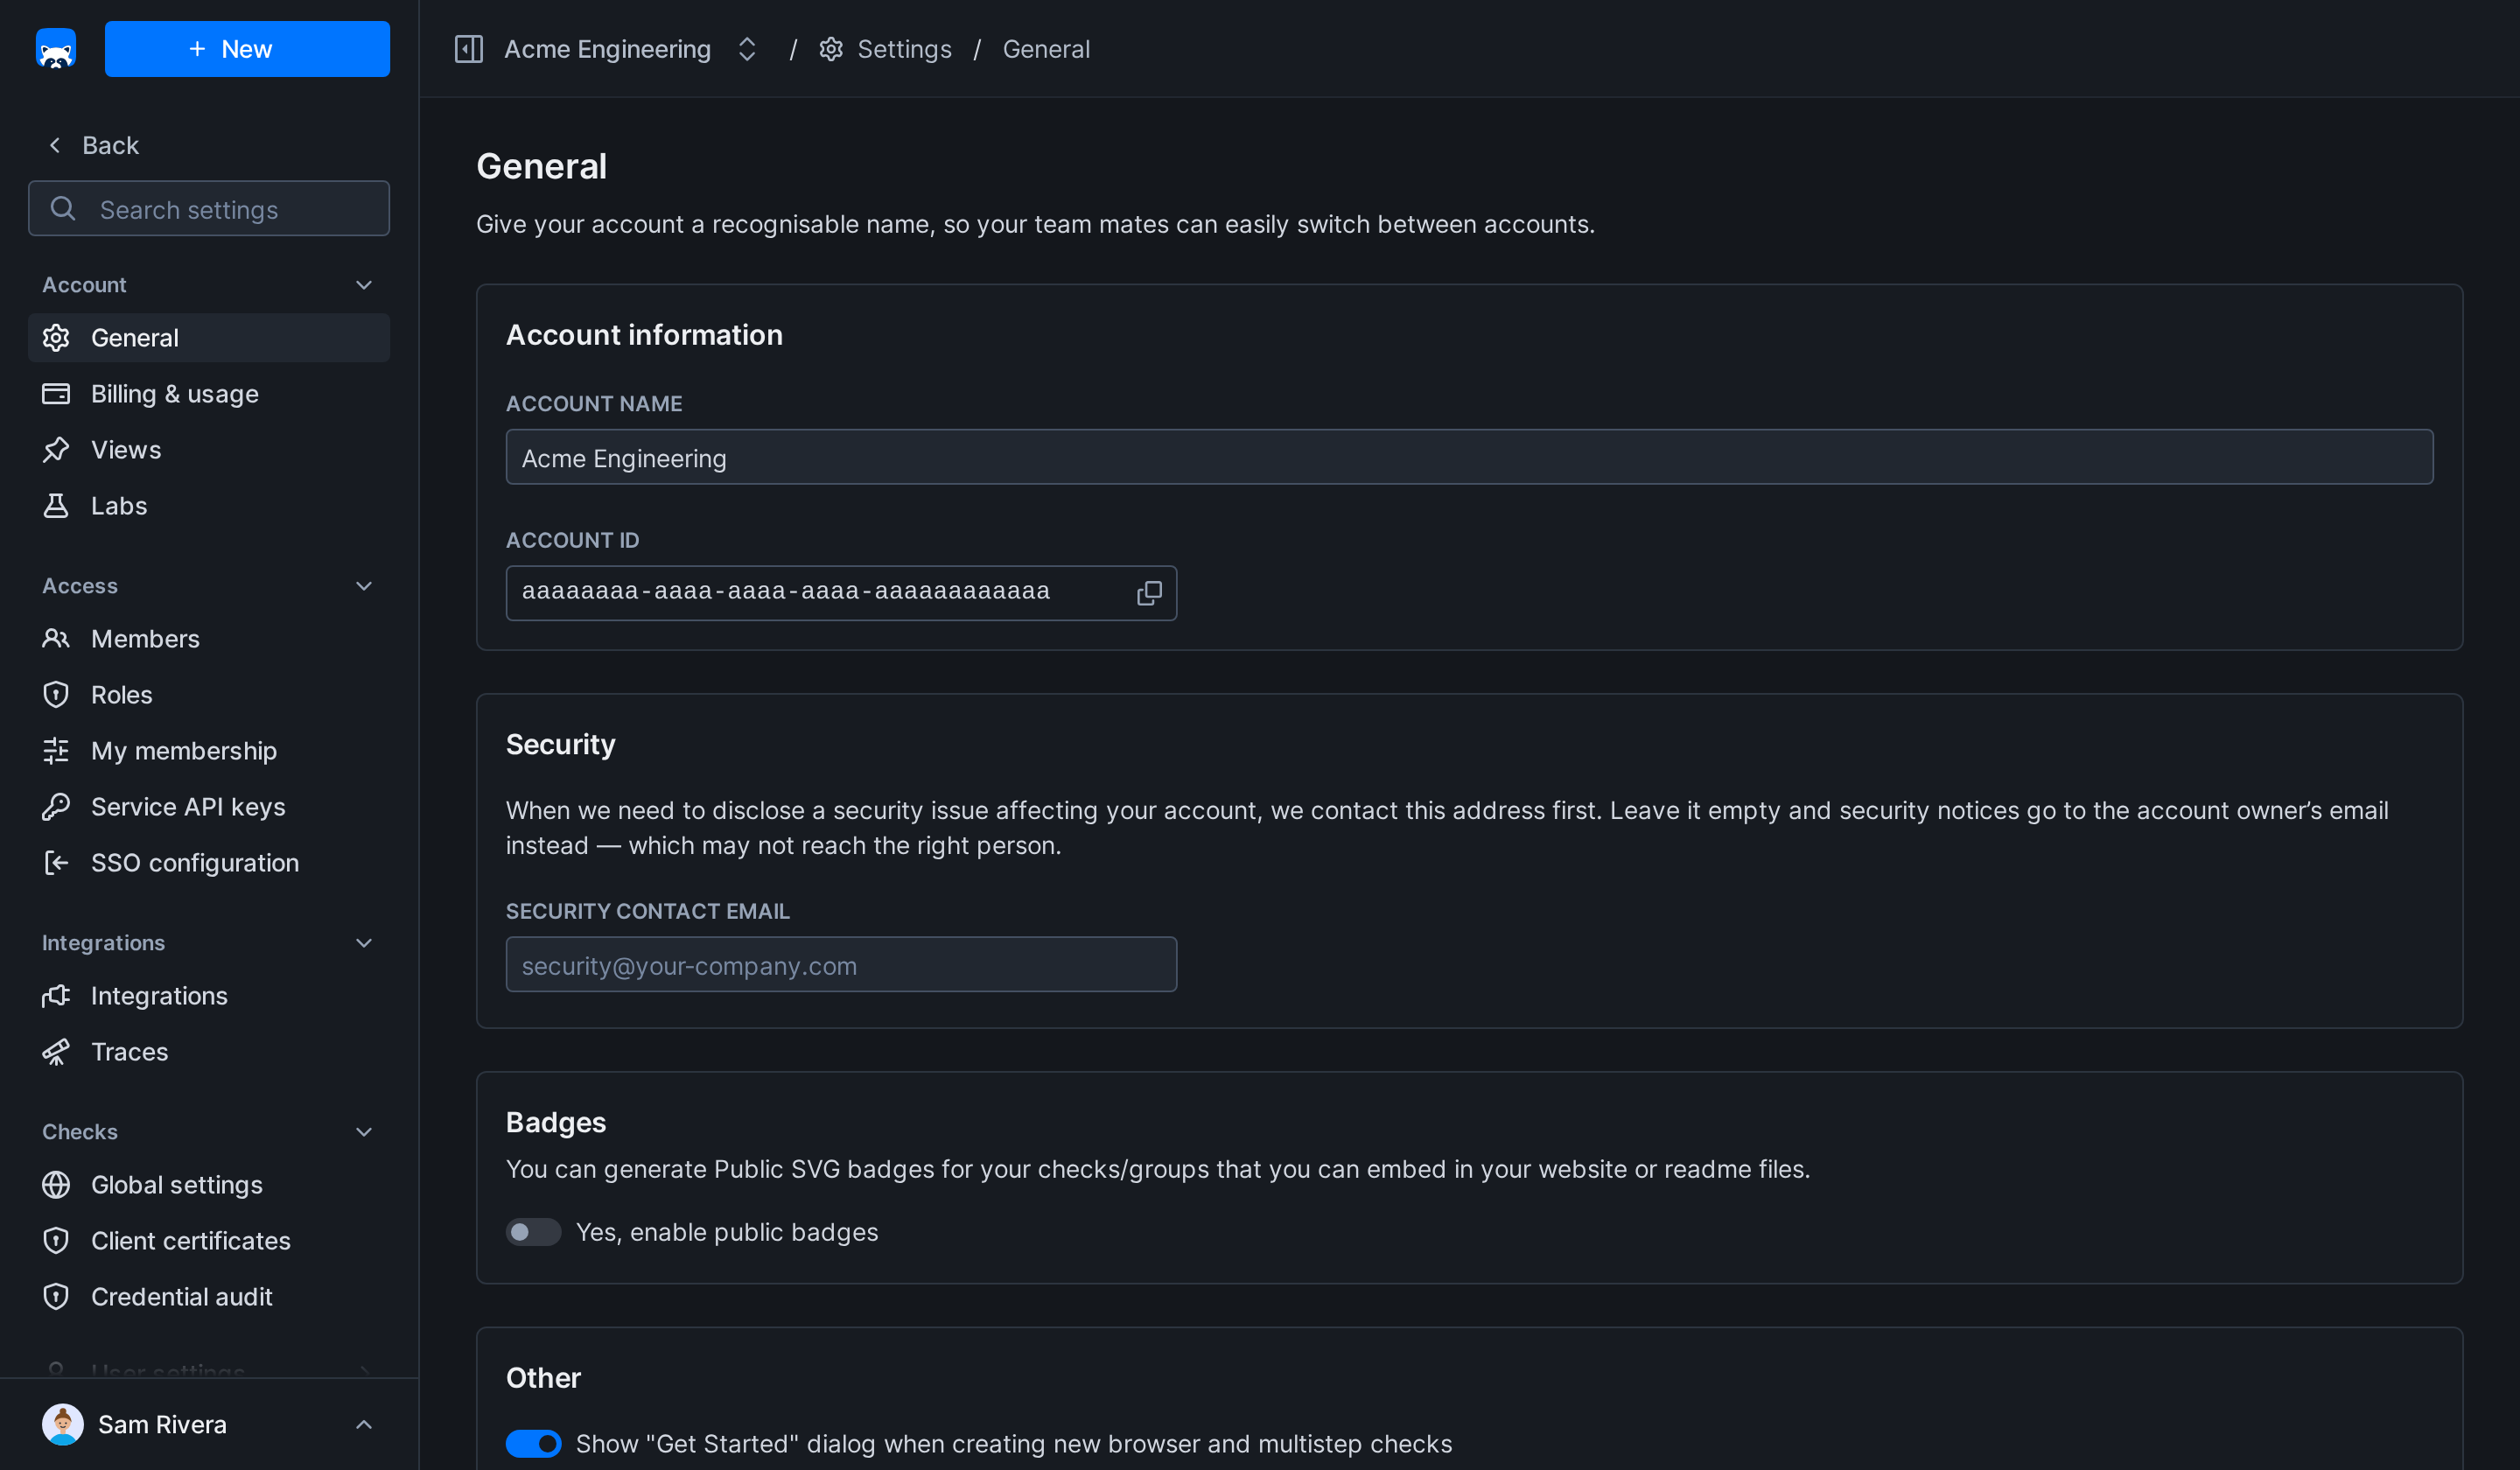 New
Acme Engineering / Settings / General
Back
Search settings
Account
General
Billing & usage
Views
Labs
Access
Members
Roles
My membership
Service API keys
SSO configuration
Integrations
Integrations
Traces
Checks
Global settings
Client certificates
Credential audit
User settings
Sam Rivera
General
Give your account a recognisable name, so your team mates can easily switch between accounts.
Account information
ACCOUNT NAME
Acme Engineering
ACCOUNT ID
aaaaaaaa-aaaa-aaaa-aaaa-aaaaaaaaaaaa
Security
When we need to disclose a security issue affecting your account, we contact this address first. Leave it empty and security notices go to the account owner’s email
instead — which may not reach the right person.
SECURITY CONTACT EMAIL
security@your-company.com
Badges
You can generate Public SVG badges for your checks/groups that you can embed in your website or readme files.
Yes, enable public badges
Other
Show "Get Started" dialog when creating new browser and multistep checks